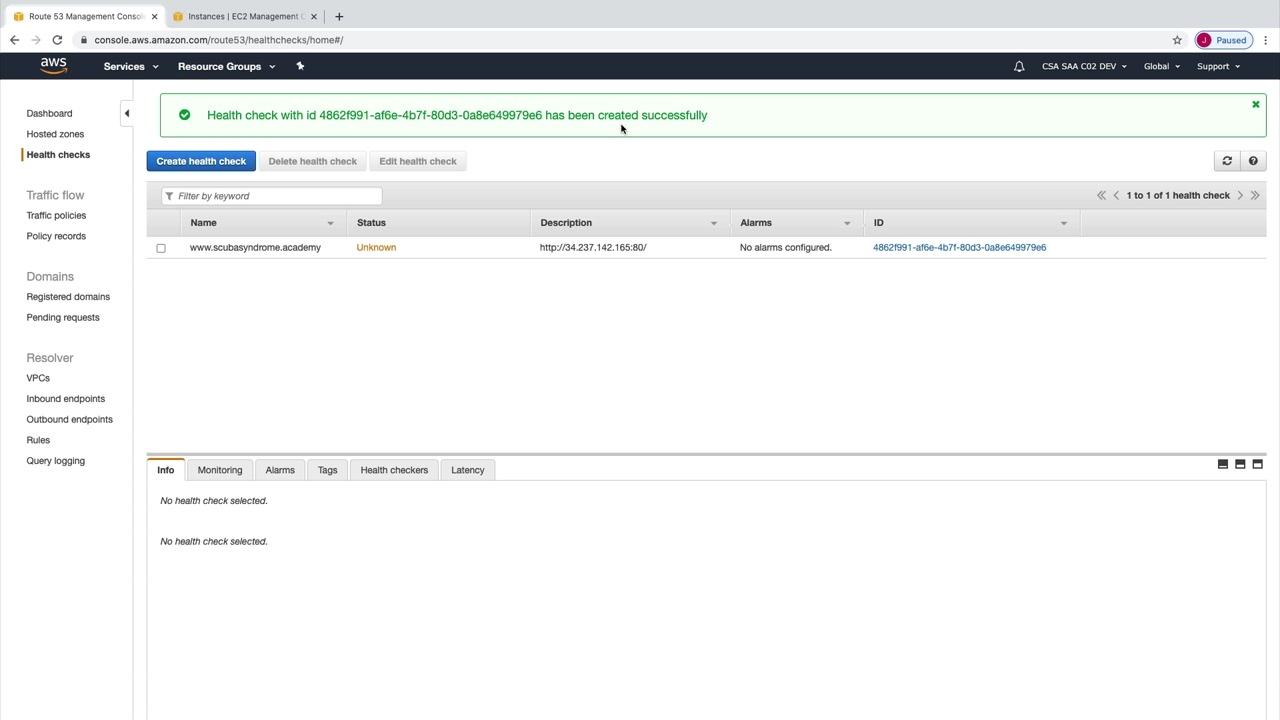 Route 53 Management Consol
Instances | EC2 Management C
console.aws.amazon.com/route53/healthchecks/home#/
J Paused
aws
Services
Resource Groups
CSA SAA C02 DEV
Global
Support
Dashboard
Hosted zones
Health checks
Traffic flow
Traffic policies
Policy records
Domains
Registered domains
Pending requests
Resolver
VPCs
Inbound endpoints
Outbound endpoints
Rules
Query logging
Health check with id 4862f991-af6e-4b7f-80d3-0a8e649979e6 has been created successfully
Create health check Delete health check Edit health check
Filter by keyword
1 to 1 of 1 health check
Name Status Description Alarms ID
www.scubasyndrome.academy Unknown http://34.237.142.165:80/ No alarms configured. 4862f991-af6e-4b7f-80d3-0a8e649979e6
Info Monitoring Alarms Tags Health checkers Latency
No health check selected.
No health check selected.